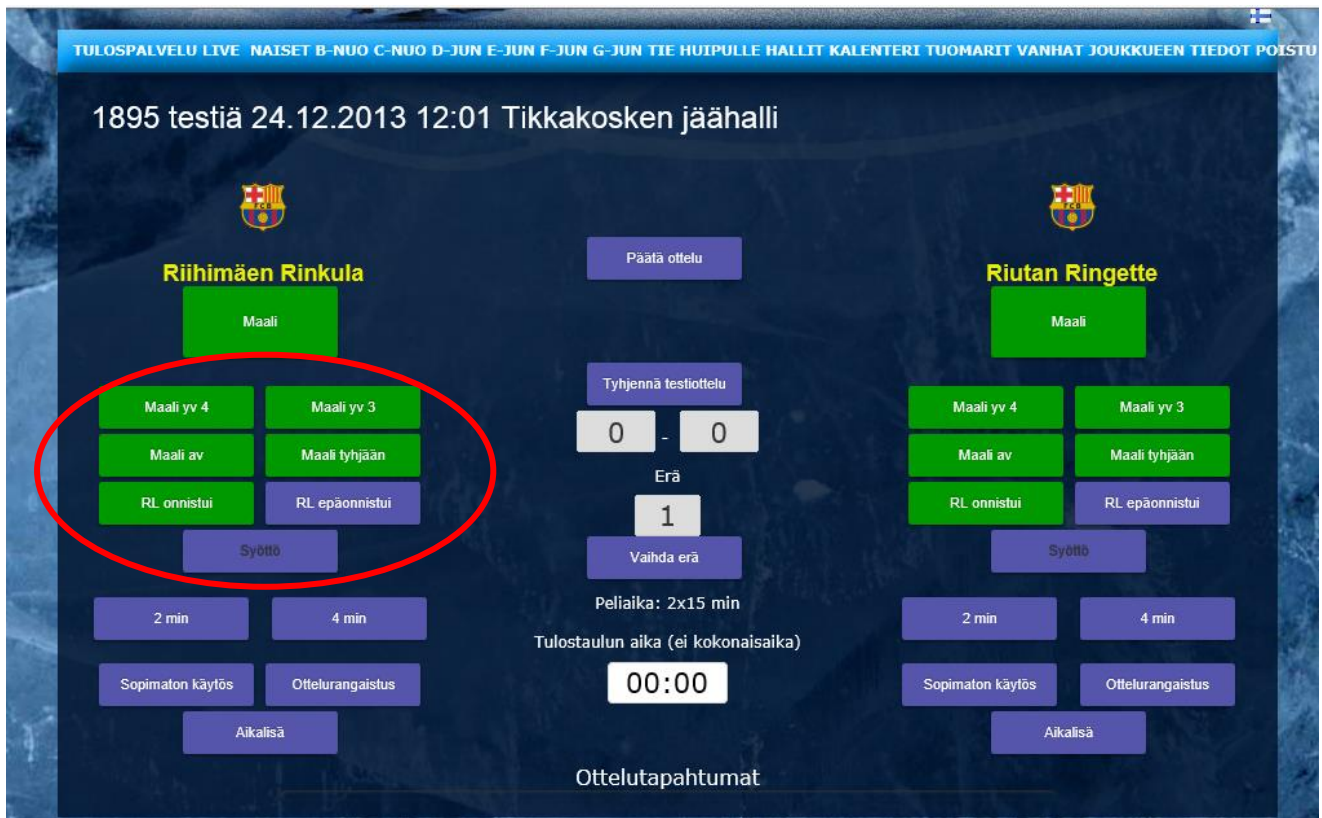 TULOSPALVELU LIVE NAISET B-NUO C-NUO D-JUN E-JUN F-JUN G-JUN TIE HUIPULLE HALLIT KALENTERI TUOMARIT VANHAT JOUKKUEEN TIEDOT POISTU
1895 testiä 24.12.2013 12:01 Tikkakosken jäähalli
FCB
FCB
Riihimäen Rinkula
Päätä ottelu
Riutan Ringette
Maali
Maali
Tyhjennä testiottelu
Maali yv 4
Maali yv 3
0 - 0
Maali yv 4
Maali yv 3
Maali av
Maali tyhjään
Erä
Maali av
Maali tyhjään
RL onnistui
RL epäonnistui
1
RL onnistui
RL epäonnistui
Syöttö
Vaihda erä
Syöttö
Peliaika: 2x15 min
2 min
4 min
2 min
4 min
Tulostaulun aika (ei kokonaisaika)
Sopimaton käytös
Ottelurangaistus
00:00
Sopimaton käytös
Ottelurangaistus
Aikalisä
Aikalisä
Ottelutapahtumat